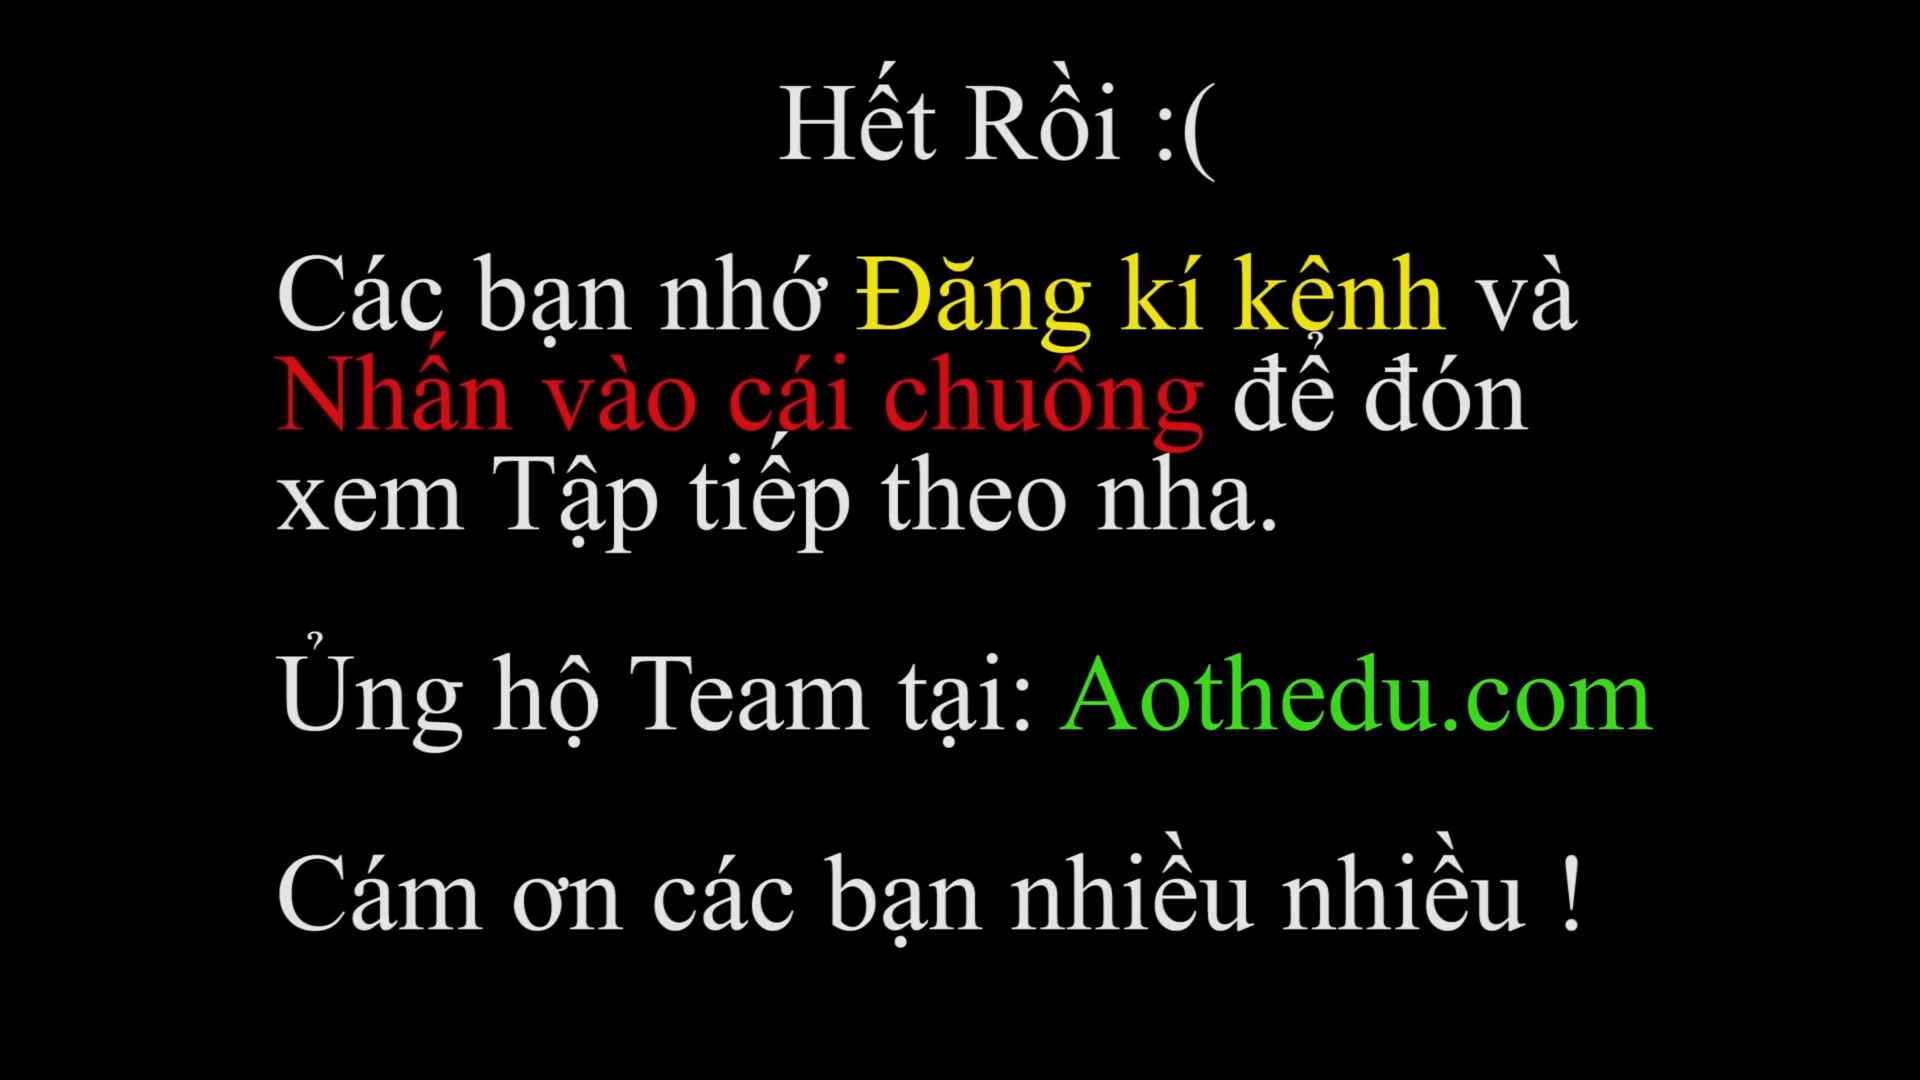 Hết Rồi :(
Các bạn nhớ Đăng kí kênh và
Nhấn vào cái chuông để đón
xem Tập tiếp theo nha.
Ủng hộ Team tại: Aothedu.com
Cám ơn các bạn nhiều nhiều !